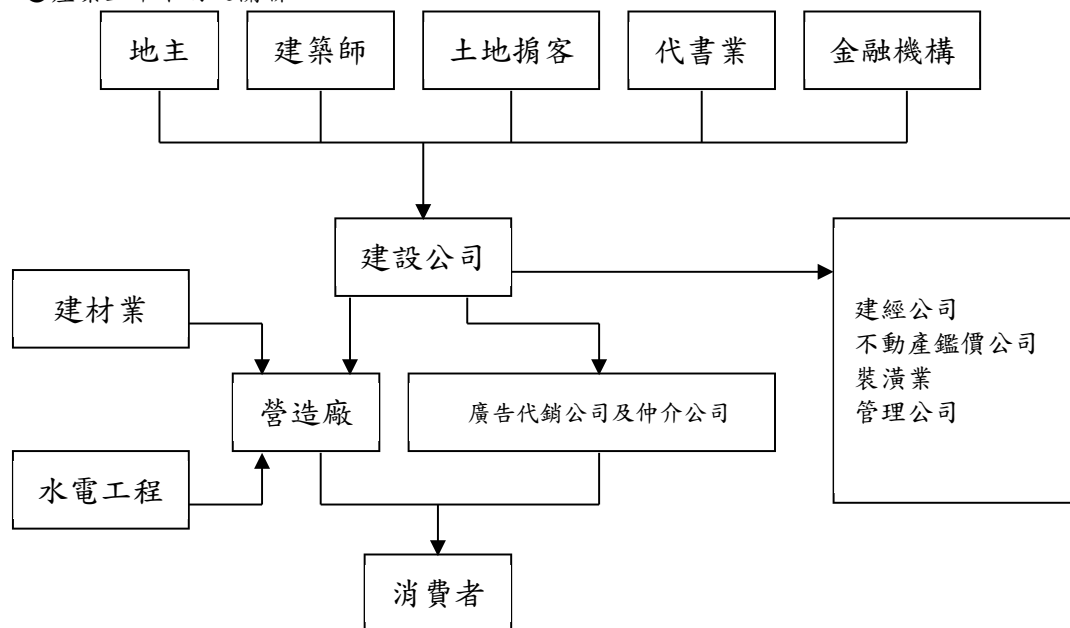 地主
建築師
土地掮客
代書業
金融機構
建設公司
建材業
建經公司
不動產鑑價公司
裝潢業
管理公司
營造廠
廣告代銷公司及仲介公司
水電工程
消費者